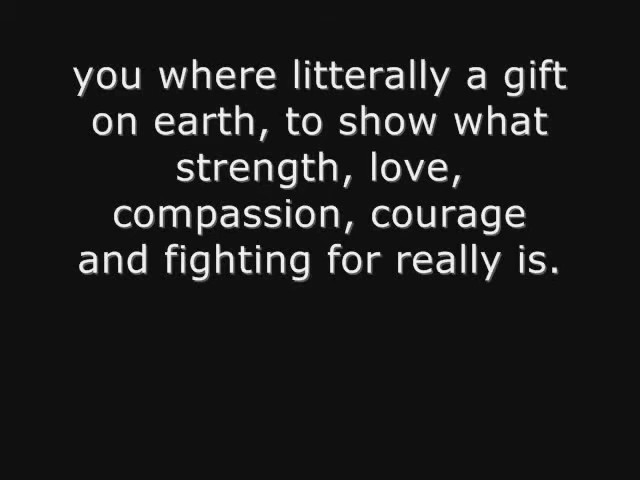 you where litterally a gift
on earth, to show what
strength, love,
compassion, courage
and fighting for really is.